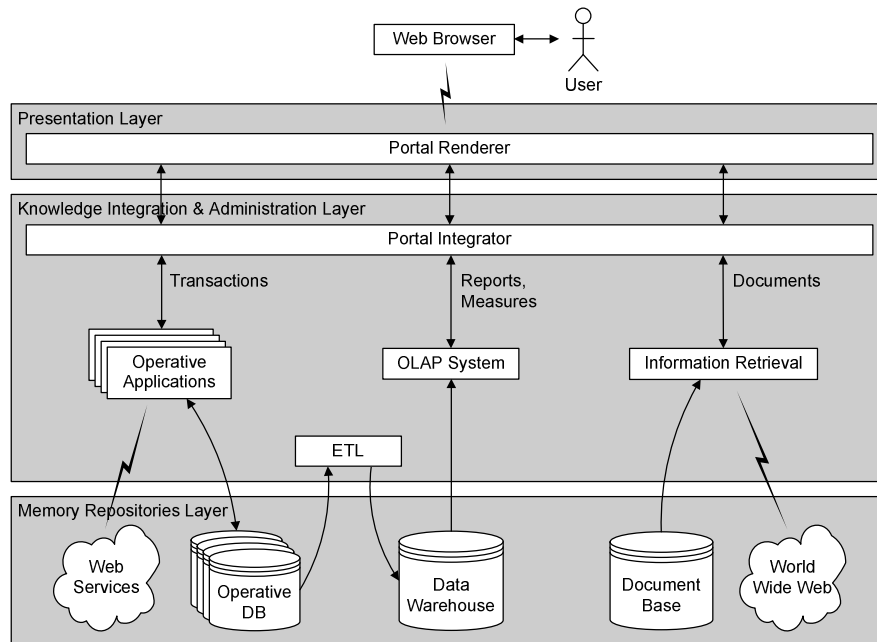 Web Browser
User
Presentation Layer
Portal Renderer
Knowledge Integration & Administration Layer
Portal Integrator
Transactions
Reports,
Measures
Documents
Operative
Applications
OLAP System
Information Retrieval
ETL
Memory Repositories Layer
Web
Services
Operative
DB
Data
Warehouse
Document
Base
World
Wide Web